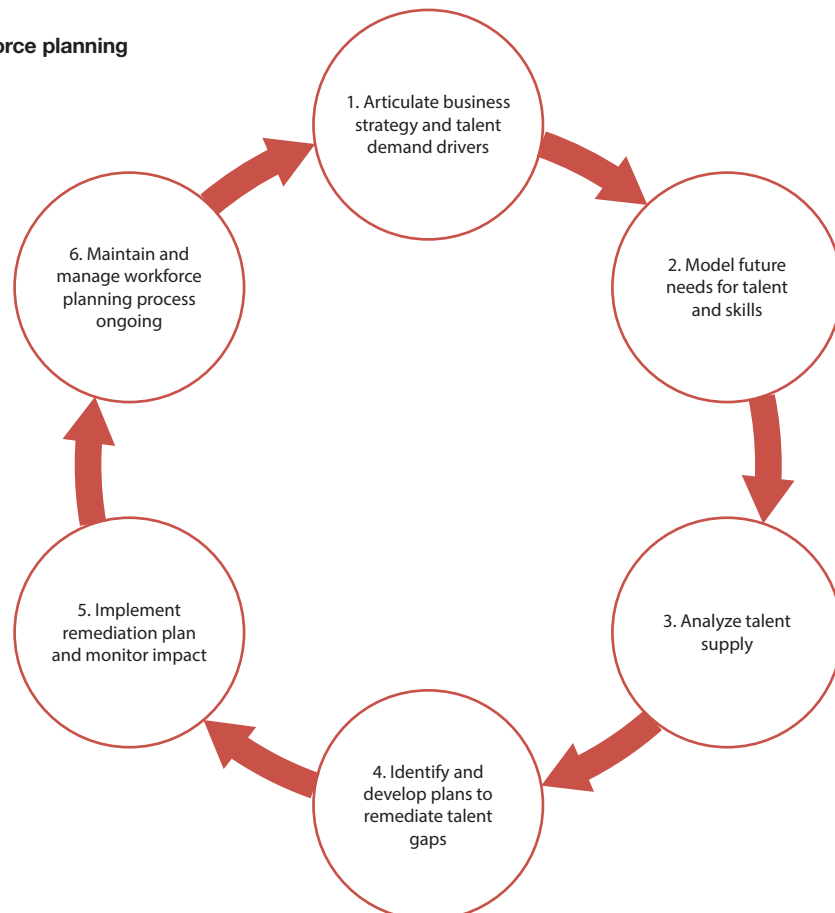 orce planning
1. Articulate business
strategy and talent
demand drivers
2. Model future
needs for talent
and skills
3. Analyze talent
supply
4. Identify and
develop plans to
remediate talent
gaps
5. Implement
remediation plan
and monitor impact
6. Maintain and
manage workforce
planning process
ongoing